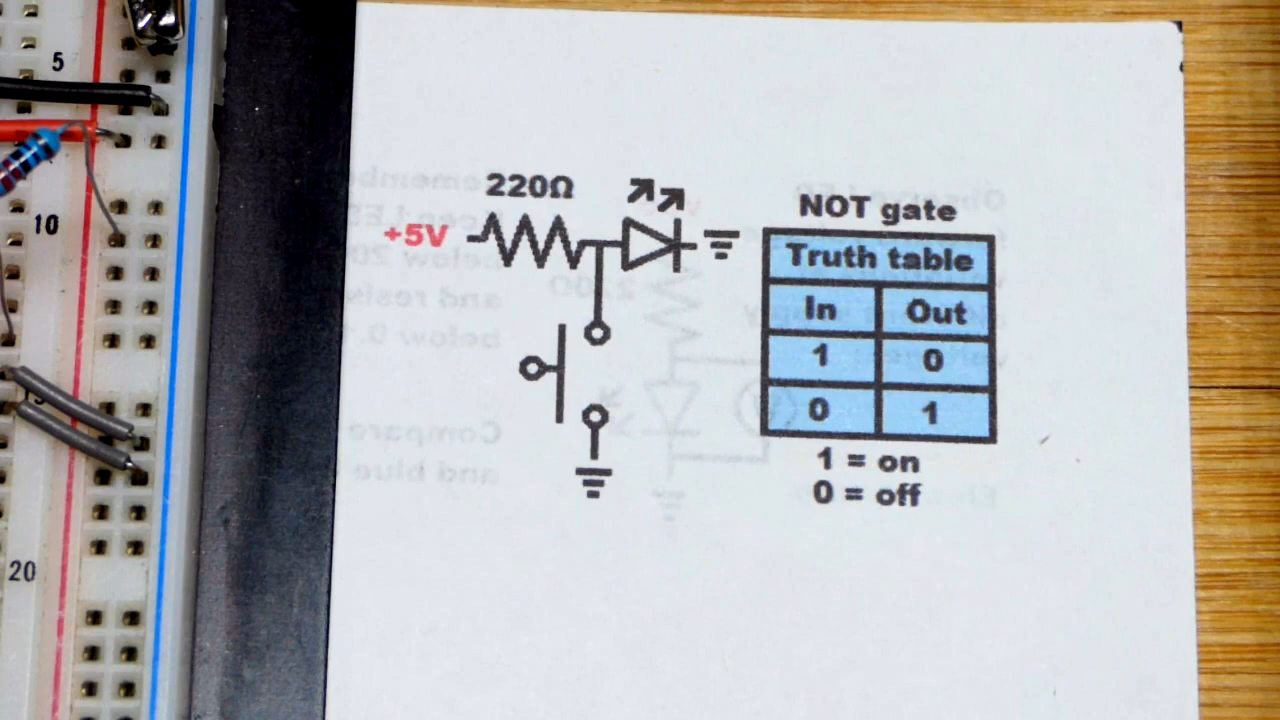 5
10
20
220Ω
+5V
NOT gate
Truth table
In Out
1 0
0 1
1 = on
0 = off